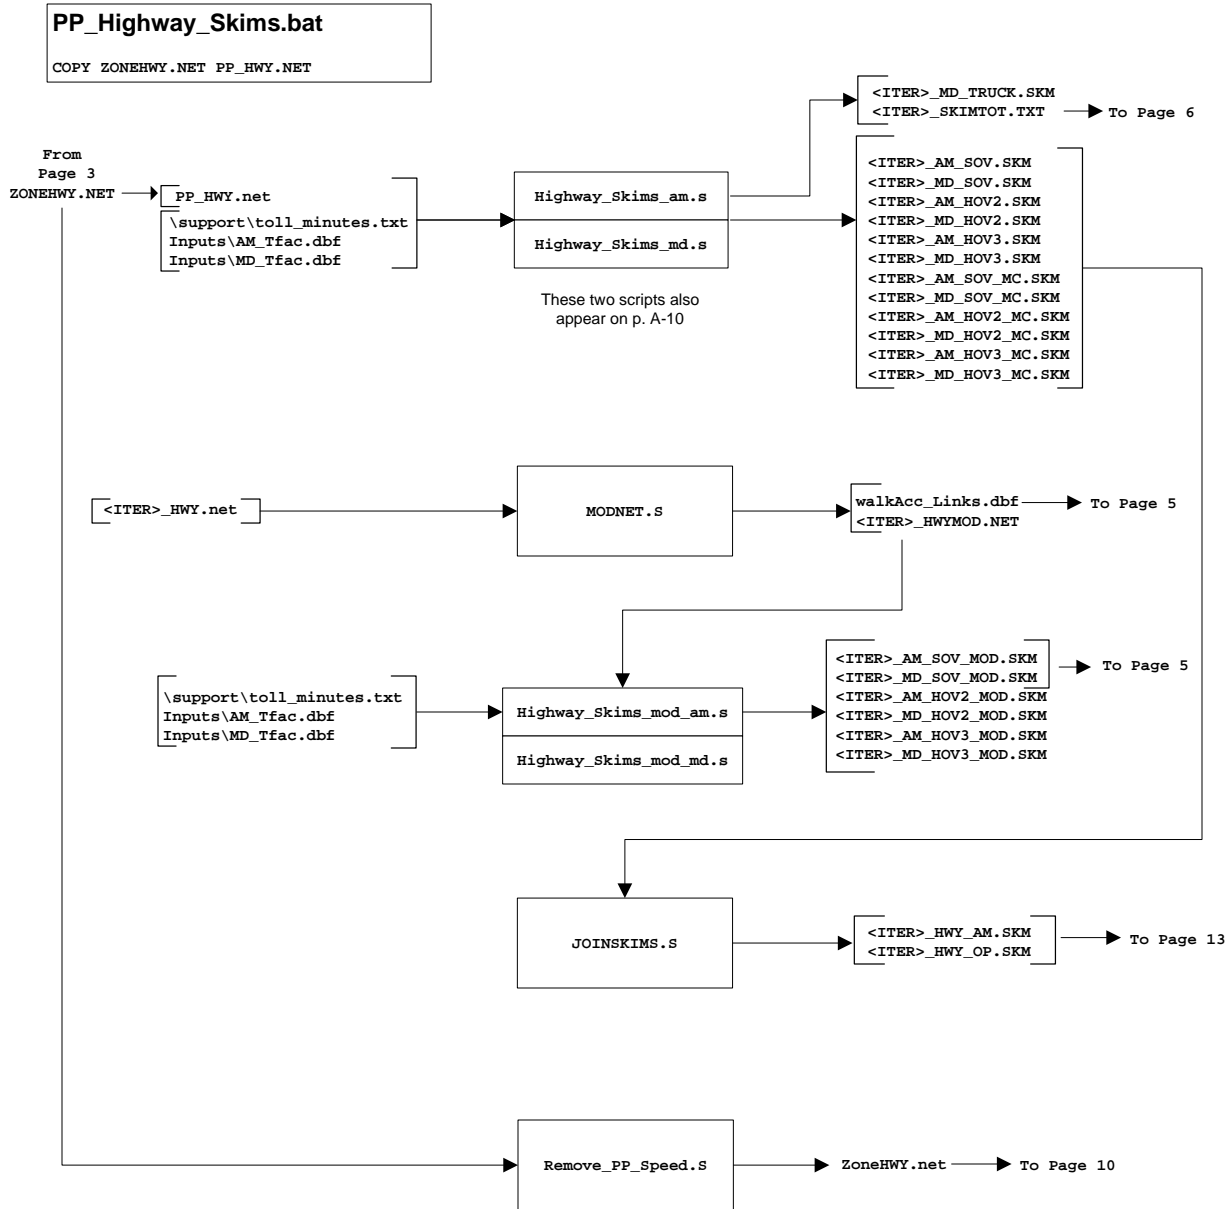 PP_Highway_Skims.bat
COPY ZONEHWY.NET PP_HWY.NET
<ITER>_MD_TRUCK.SKM
<ITER>_SKIMTOT.TXT
To Page 6
From
Page 3
ZONEHWY.NET
PP_HWY.net
\support\toll_minutes.txt
Inputs\AM_Tfac.dbf
Inputs\MD_Tfac.dbf
Highway_Skims_am.s
Highway_Skims_md.s
These two scripts also
appear on p. A-10
<ITER>_AM_SOV.SKM
<ITER>_MD_SOV.SKM
<ITER>_AM_HOV2.SKM
<ITER>_MD_HOV2.SKM
<ITER>_AM_HOV3.SKM
<ITER>_MD_HOV3.SKM
<ITER>_AM_SOV_MC.SKM
<ITER>_MD_SOV_MC.SKM
<ITER>_AM_HOV2_MC.SKM
<ITER>_MD_HOV2_MC.SKM
<ITER>_AM_HOV3_MC.SKM
<ITER>_MD_HOV3_MC.SKM
<ITER>_HWY.net
MODNET.S
walkAcc_Links.dbf
<ITER>_HWYMOD.NET
To Page 5
\support\toll_minutes.txt
Inputs\AM_Tfac.dbf
Inputs\MD_Tfac.dbf
Highway_Skims_mod_am.s
Highway_Skims_mod_md.s
<ITER>_AM_SOV_MOD.SKM
<ITER>_MD_SOV_MOD.SKM
<ITER>_AM_HOV2_MOD.SKM
<ITER>_MD_HOV2_MOD.SKM
<ITER>_AM_HOV3_MOD.SKM
<ITER>_MD_HOV3_MOD.SKM
To Page 5
JOINSKIMS.S
<ITER>_HWY_AM.SKM
<ITER>_HWY_OP.SKM
To Page 13
Remove_PP_Speed.S
ZoneHWY.net
To Page 10